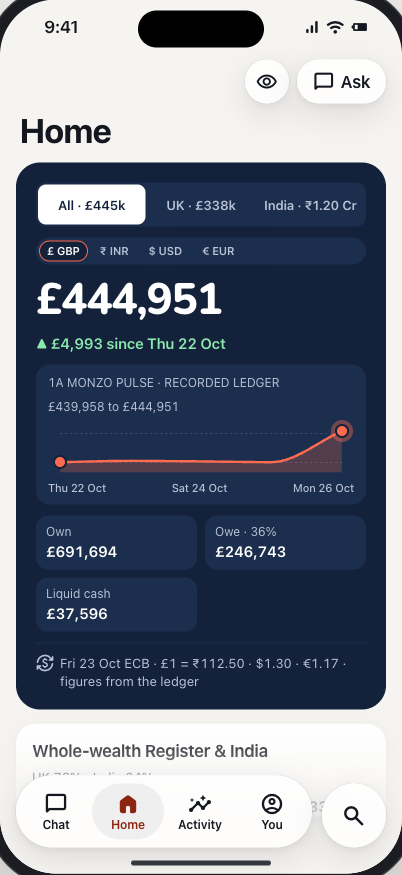 9:41
Ask
Home
All · £445k
UK · £338k
India · ₹1.20 Cr
£ GBP
₹ INR
$ USD
€ EUR
£444,951
▲ £4,993 since Thu 22 Oct
1A MONZO PULSE · RECORDED LEDGER
£439,958 to £444,951
Thu 22 Oct
Sat 24 Oct
Mon 26 Oct
Own
£691,694
Owe · 36%
£246,743
Liquid cash
£37,596
Fri 23 Oct ECB · £1 = ₹112.50 · $1.30 · €1.17 ·
figures from the ledger
Whole-wealth Register & India
Chat
Home
Activity
You